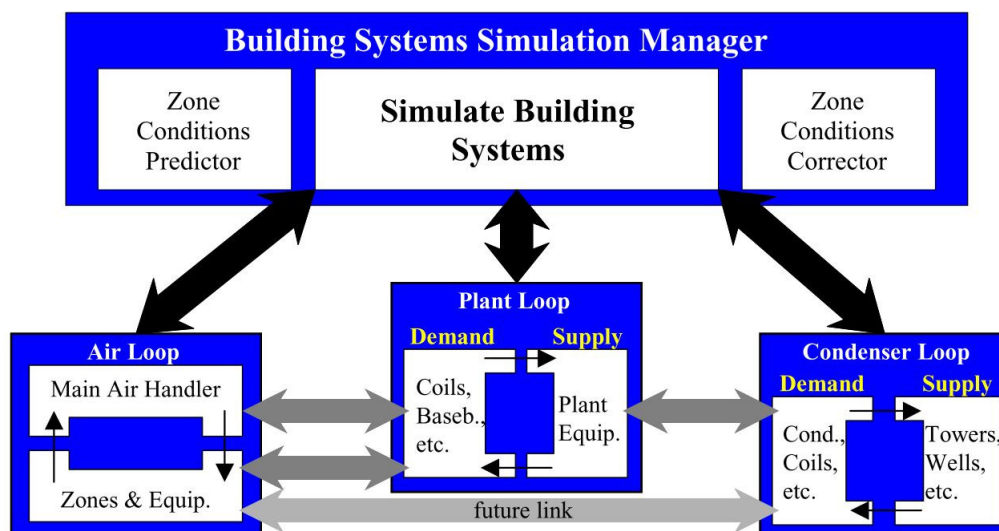 Building Systems Simulation Manager
Zone
Conditions
Predictor
Simulate Building
Systems
Zone
Conditions
Corrector
Plant Loop
Demand
Supply
Coils,
Baseb.,
etc.
Plant
Equip.
Air Loop
Main Air Handler
Zones & Equip.
Condenser Loop
Demand
Supply
Cond.,
Coils,
etc.
Towers,
Wells,
etc.
future link